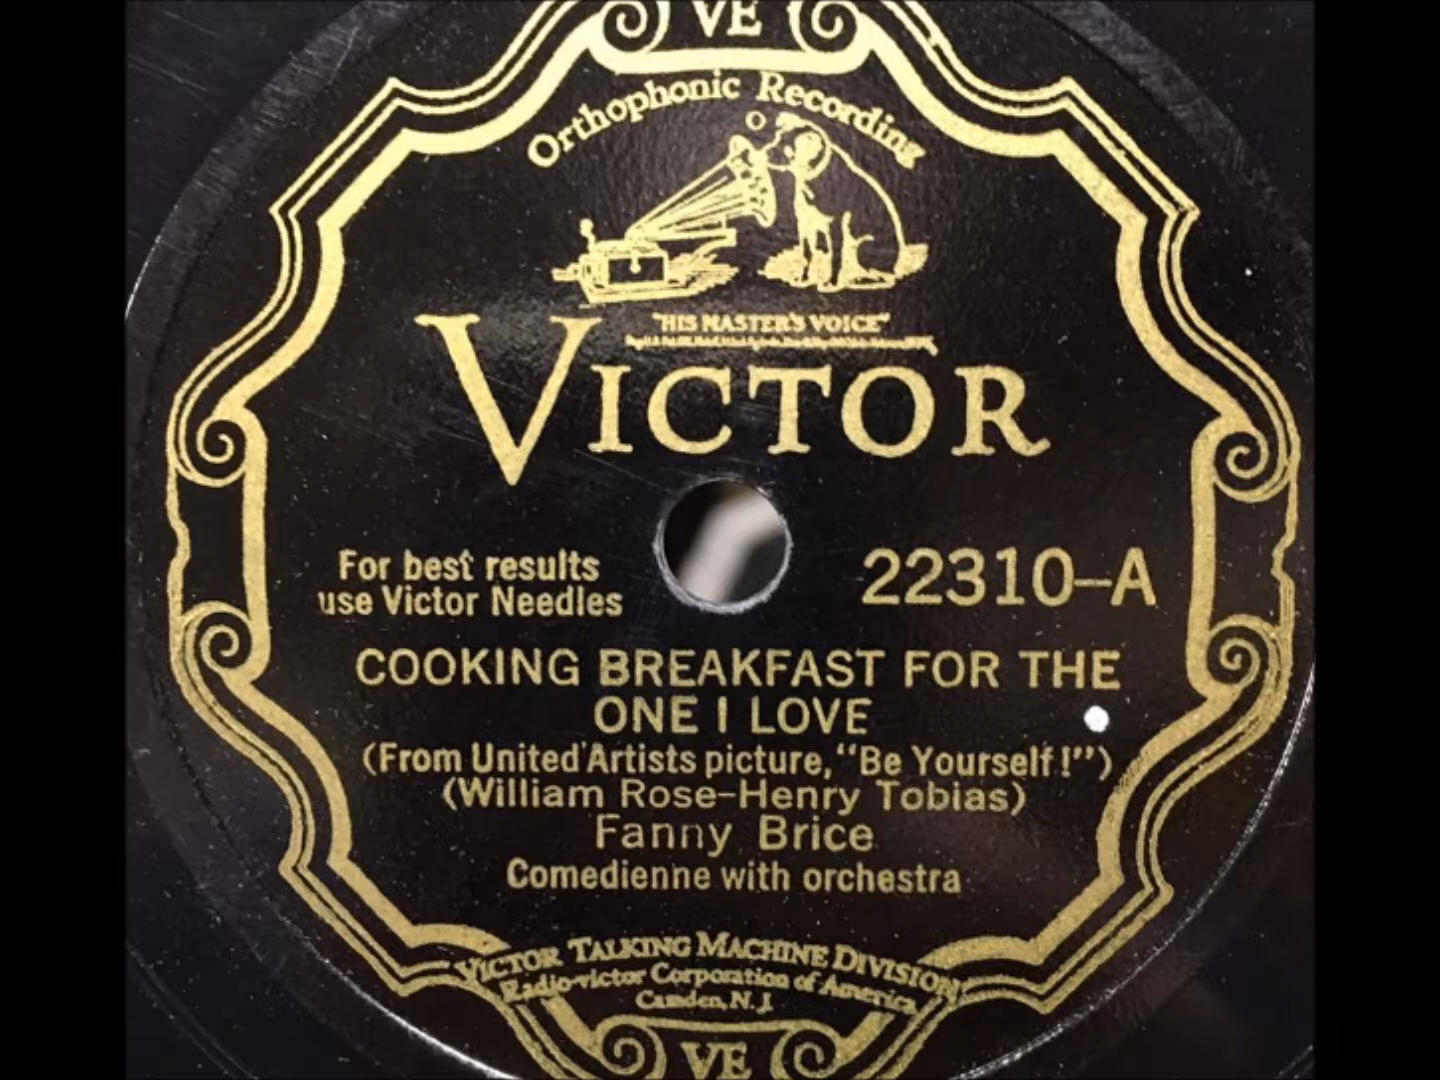 VE
Orthophonic Recording
"HIS MASTER'S VOICE"
VICTOR
For best results
use Victor Needles
22310-A
COOKING BREAKFAST FOR THE
ONE I LOVE
(From United Artists picture, "Be Yourself!")
(William Rose-Henry Tobias)
Fanny Brice
Comedienne with orchestra
VICTOR TALKING MACHINE DIVISION
Radio-victor Corporation of America
Camden, N. J.
VE